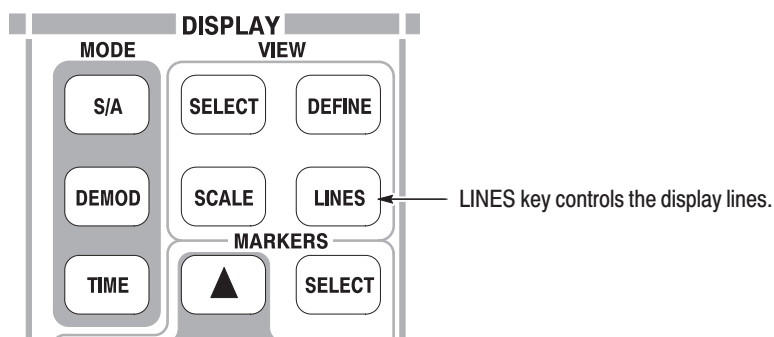 DISPLAY
MODE VIEW
S/A SELECT DEFINE
DEMOD SCALE LINES LINES key controls the display lines.
MARKERS
TIME SELECT